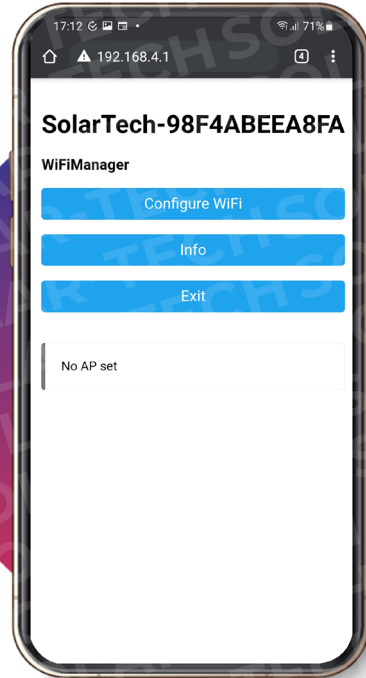 17:12
71%
192.168.4.1
4
SolarTech-98F4ABEEA8FA
WiFiManager
Configure WiFi
Info
Exit
No AP set